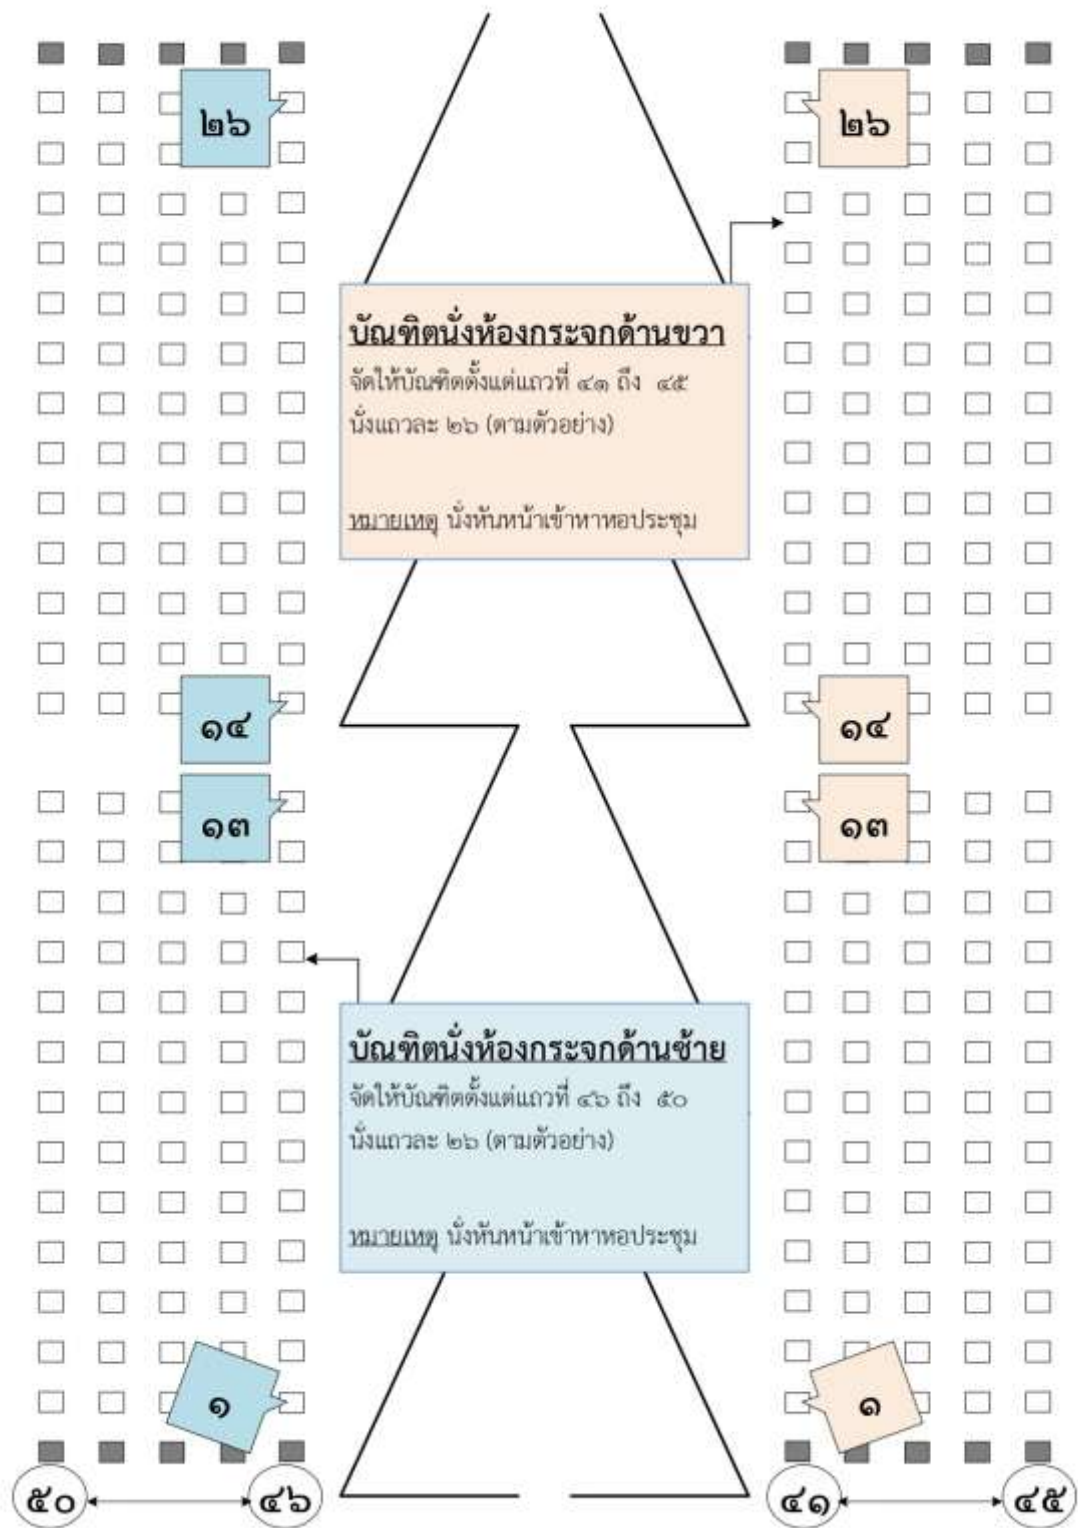 ๒๖
๒๖
บัณฑิตนั่งห้องกระจกด้านขวา
จัดให้บัณฑิตตั้งแต่แถวที่ ๔๑ ถึง ๔๕
นั่งแถวละ ๒๖ (ตามตัวอย่าง)
หมายเหตุ นั่งหันหน้าเข้าหาหอประชุม
๑๔
๑๔
๑๓
๑๓
บัณฑิตนั่งห้องกระจกด้านซ้าย
จัดให้บัณฑิตตั้งแต่แถวที่ ๔๖ ถึง ๕๐
นั่งแถวละ ๒๖ (ตามตัวอย่าง)
หมายเหตุ นั่งหันหน้าเข้าหาหอประชุม
๑
๑
๕๐
๔๖
๔๑
๔๕